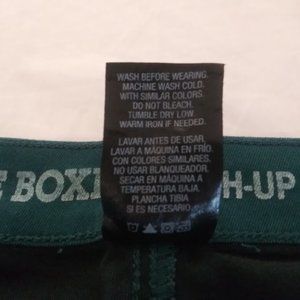 WASH BEFORE WEARING.
MACHINE WASH COLD.
WITH SIMILAR COLORS.
DO NOT BLEACH.
TUMBLE DRY LOW
WARM IRON IF NEEDED.
LAVAR ANTES DE USAR.
LAVAR A MÁQUINA EN FRÍO.
CON COLORES SIMILARES.
NO USAR BLANQUEADOR.
SECAR EN MÁQUINA A
TEMPERATURA BAJA.
PLANCHA TIBIA
SI ES NECESARIO.
E BOXE H-UP